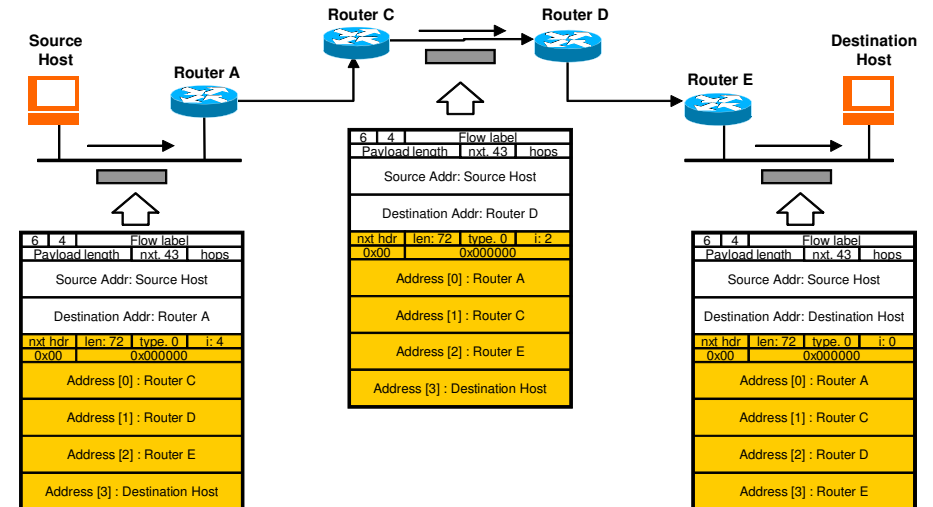 Router C
Router D
Source
Host
Destination
Host
Router A
Router E
6 4 Flow label
Payload length nxt. 43 hops
Source Addr: Source Host
Destination Addr: Router D
nxt hdr len: 72 type. 0 i: 2
0x00 0x000000
Address [0] : Router A
Address [1] : Router C
Address [2] : Router E
Address [3] : Destination Host
6 4 Flow label
Payload length nxt. 43 hops
Source Addr: Source Host
Destination Addr: Router A
nxt hdr len: 72 type. 0 i: 4
0x00 0x000000
Address [0] : Router C
Address [1] : Router D
Address [2] : Router E
Address [3] : Destination Host
6 4 Flow label
Payload length nxt. 43 hops
Source Addr: Source Host
Destination Addr: Destination Host
nxt hdr len: 72 type. 0 i: 0
0x00 0x000000
Address [0] : Router A
Address [1] : Router C
Address [2] : Router D
Address [3] : Router E